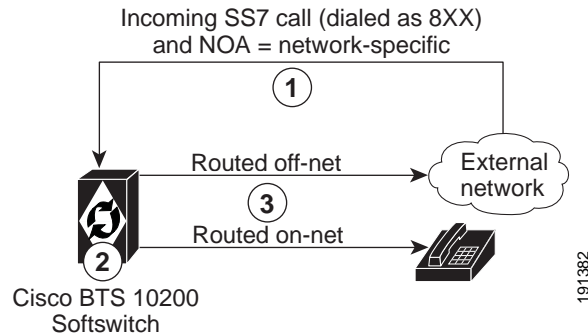 Incoming SS7 call (dialed as 8XX)
and NOA = network-specific
1
Routed off-net
External
network
3
Routed on-net
2
Cisco BTS 10200
Softswitch
191382